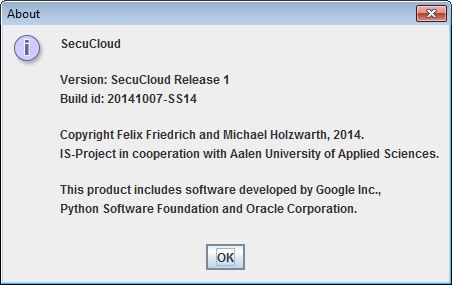 About
SecuCloud
Version: SecuCloud Release 1
Build id: 20141007-SS14
Copyright Felix Friedrich and Michael Holzwarth, 2014.
IS-Project in cooperation with Aalen University of Applied Sciences.
This product includes software developed by Google Inc.,
Python Software Foundation and Oracle Corporation.
OK